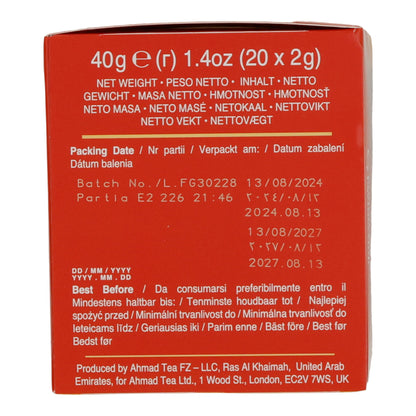 40g ℮ (г) 1.4oz (20 x 2g)
NET WEIGHT • PESO NETTO • INHALT • NETTO
GEWICHT • MASA NETTO • HMOTNOST • HMOTNOSŤ
NETO MASA • NETO MASĖ • NETOKAAL • NETTOVIKT
NETTO VEKT • NETTOVÆGT
Packing Date / Nr partii / Verpackt am: / Datum zabalení
Dátum balenia
Batch No./L.FG30228 13/08/2024
Partia E2 226 21:46 ٢٠٢٤/٠٨/١٣
2024.08.13
13/08/2027
٢٠٢٧/٠٨/١٣
2027.08.13
DD / MM / YYYY
YYYY . MM . DD
Best Before / Da consumarsi preferibilmente entro il
Mindestens haltbar bis: / Tenminste houdbaar tot / Najlepiej
spożyć przed / Minimální trvanlivost do / Minimálna trvanlivosť do
Ieteicams līdz / Geriausias iki / Parim enne / Bäst före / Best før
Bedst før
Produced by Ahmad Tea FZ – LLC, Ras Al Khaimah, United Arab
Emirates, for Ahmad Tea Ltd., 1 Wood St., London, EC2V 7WS, UK